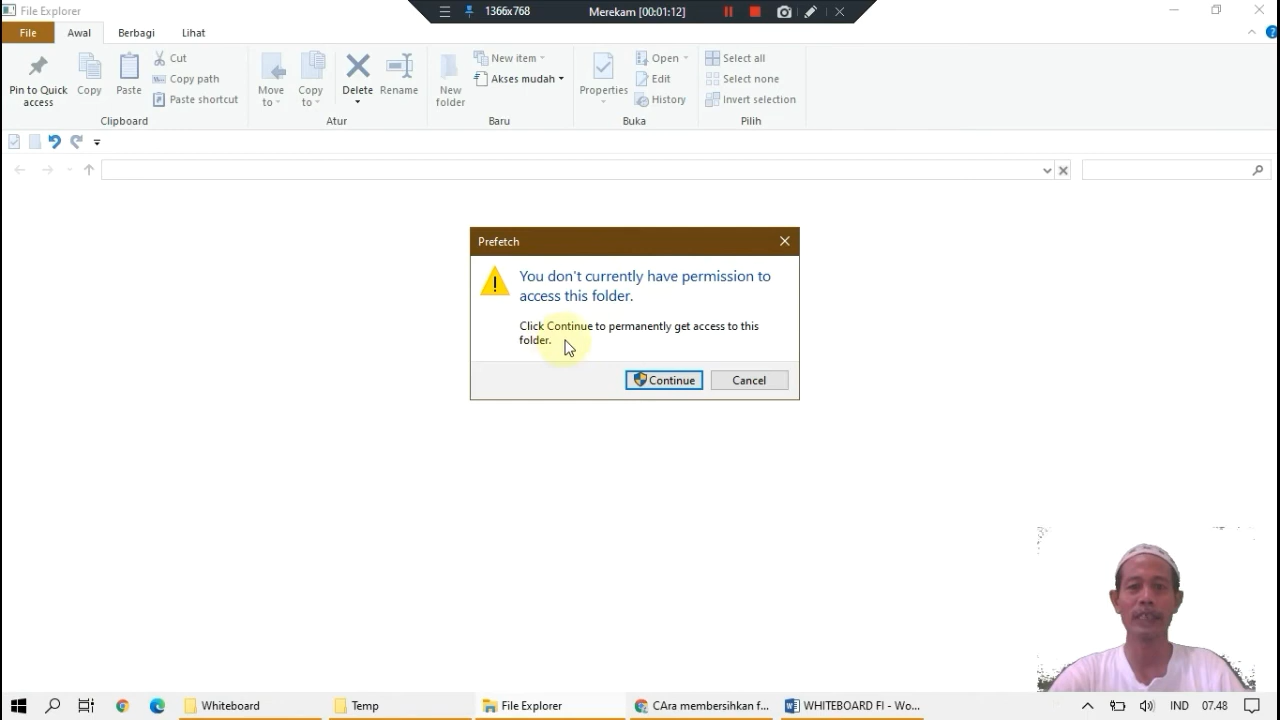 File Explorer
1366x768
Merekam [00:01:12]
File
Awal
Berbagi
Lihat
Pin to Quick
access
Copy
Paste
Cut
Copy path
Paste shortcut
Clipboard
Move
to
Copy
to
Delete
Rename
Atur
New
folder
New item
Akses mudah
Baru
Properties
Open
Edit
History
Buka
Select all
Select none
Invert selection
Pilih
Prefetch
You don't currently have permission to
access this folder.
Click Continue to permanently get access to this
folder.
Continue
Cancel
Whiteboard
Temp
File Explorer
CAra membersihkan f...
WHITEBOARD FI - Wo...
IND
07.48